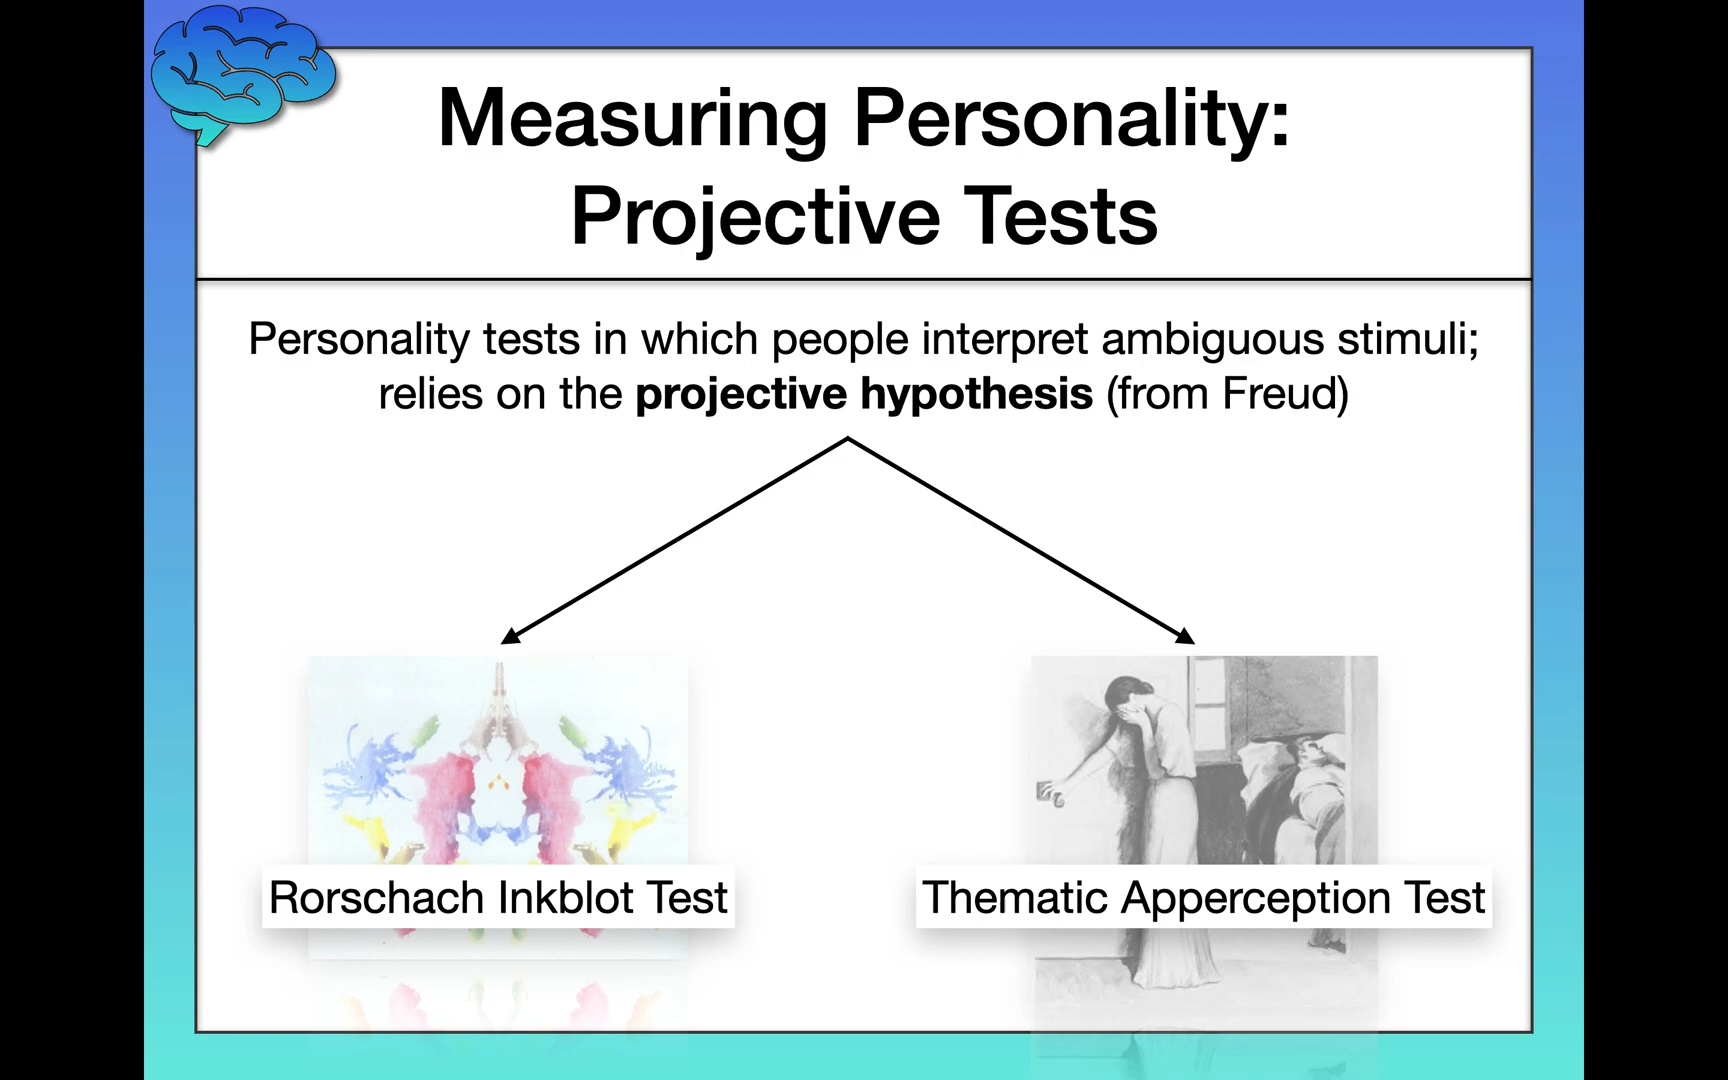 Measuring Personality:
Projective Tests
Personality tests in which people interpret ambiguous stimuli;
relies on the projective hypothesis (from Freud)
Rorschach Inkblot Test
Thematic Apperception Test